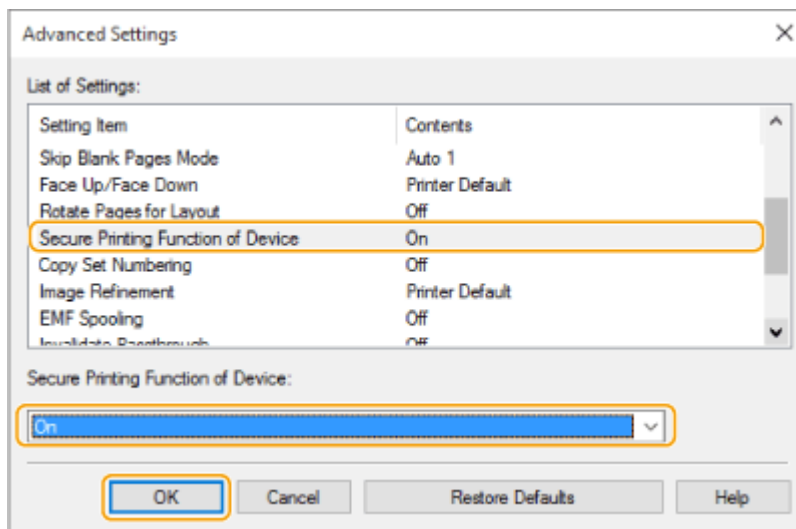 Advanced Settings
List of Settings:
Setting Item Contents
Skip Blank Pages Mode Auto 1
Face Up/Face Down Printer Default
Rotate Pages for Layout Off
Secure Printing Function of Device On
Copy Set Numbering Off
Image Refinement Printer Default
EMF Spooling Off
Invalidate Passthrough Off
Secure Printing Function of Device:
On
OK Cancel Restore Defaults Help